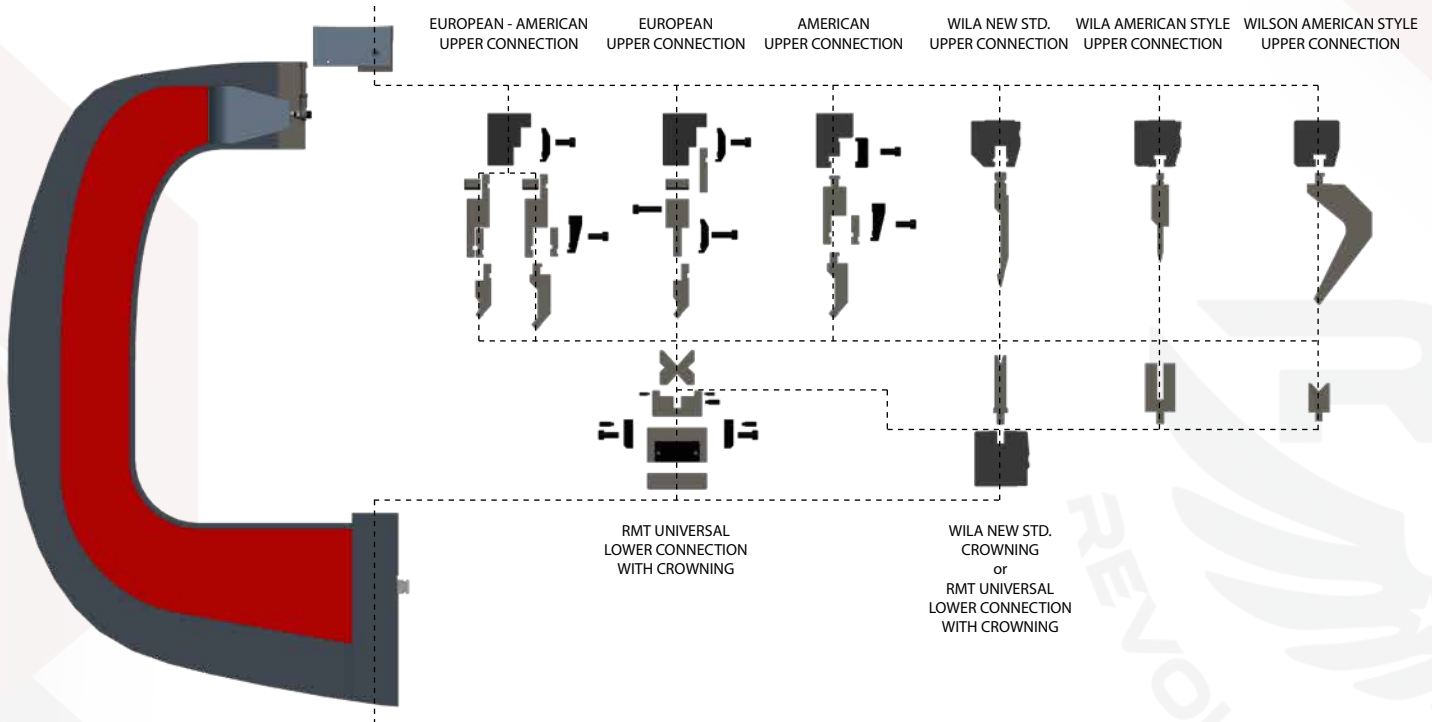 EUROPEAN - AMERICAN
UPPER CONNECTION
EUROPEAN
UPPER CONNECTION
AMERICAN
UPPER CONNECTION
WILA NEW STD.
UPPER CONNECTION
WILA AMERICAN STYLE
UPPER CONNECTION
WILSON AMERICAN STYLE
UPPER CONNECTION
RMT UNIVERSAL
LOWER CONNECTION
WITH CROWNING
WILA NEW STD.
CROWNING
or
RMT UNIVERSAL
LOWER CONNECTION
WITH CROWNING